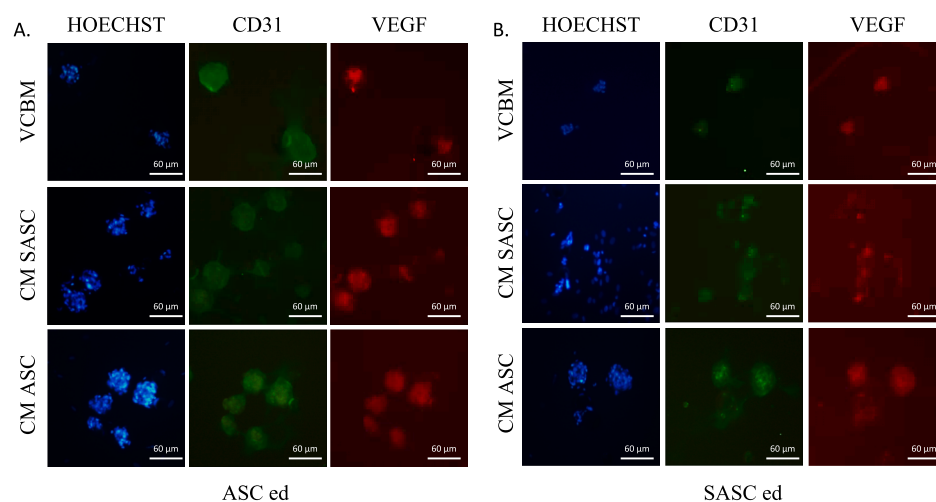 A.
HOECHST CD31 VEGF
VCBM
60 µm 60 µm 60 µm
CM SASC
60 µm 60 µm 60 µm
CM ASC
60 µm 60 µm 60 µm
ASC ed
B.
HOECHST CD31 VEGF
VCBM
60 µm 60 µm 60 µm
CM SASC
60 µm 60 µm 60 µm
CM ASC
60 µm 60 µm 60 µm
SASC ed